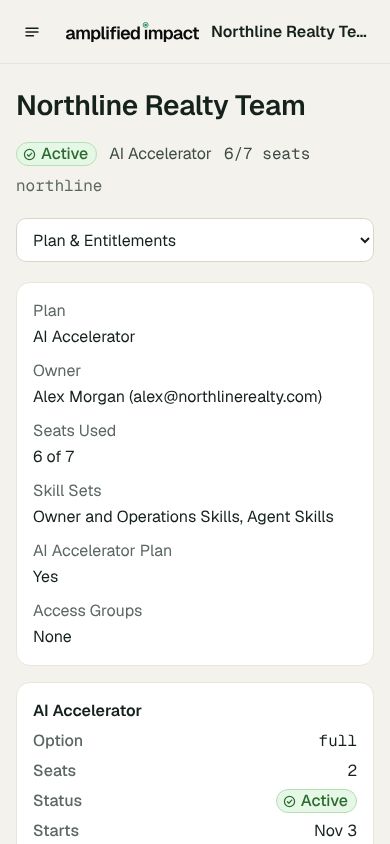 amplified impact Northline Realty Te...
Northline Realty Team
Active AI Accelerator 6/7 seats
northline
Plan & Entitlements
Plan
AI Accelerator
Owner
Alex Morgan (alex@northlinerealty.com)
Seats Used
6 of 7
Skill Sets
Owner and Operations Skills, Agent Skills
AI Accelerator Plan
Yes
Access Groups
None
AI Accelerator
Option full
Seats 2
Status Active
Starts Nov 3